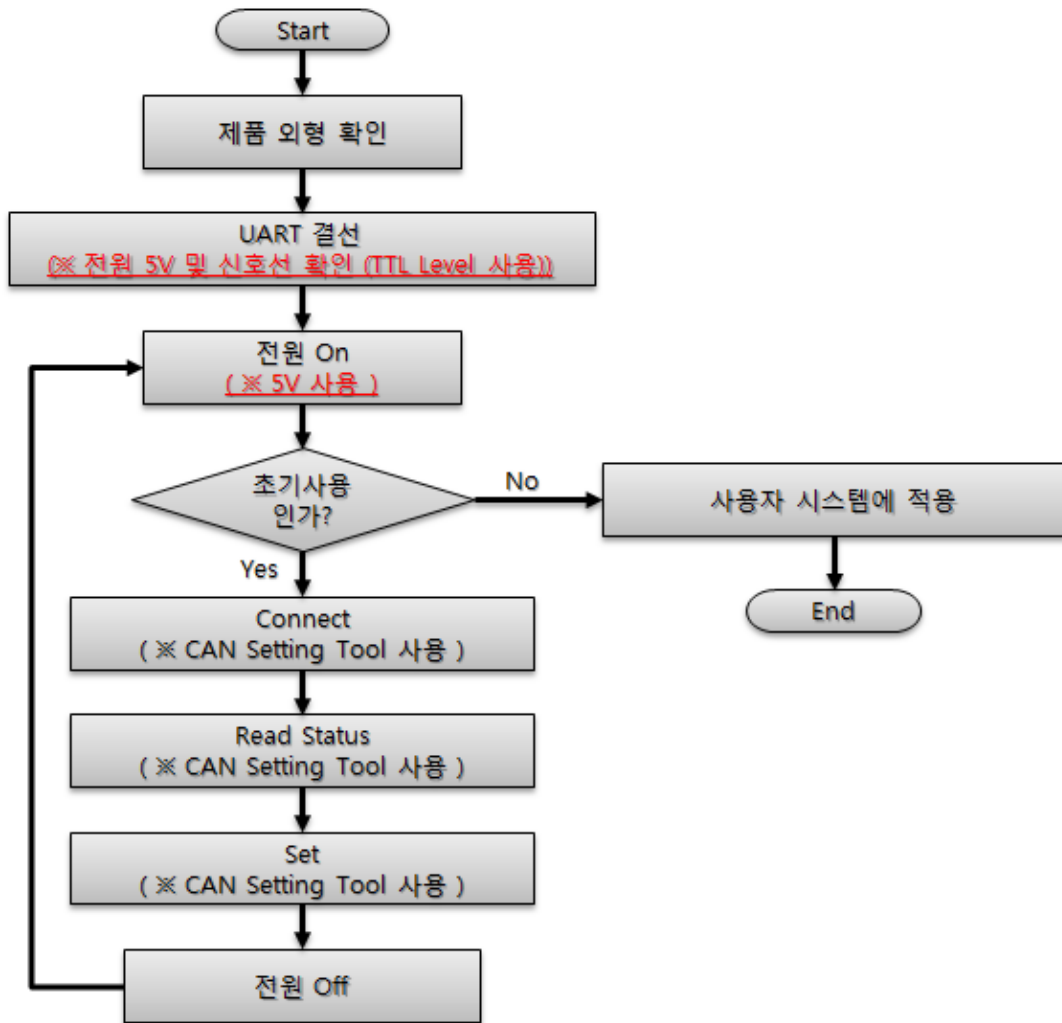 Start
제품 외형 확인
UART 결선
(※ 전원 5V 및 신호선 확인 (TTL Level 사용))
전원 On
( ※ 5V 사용 )
초기사용
인가?
No
사용자 시스템에 적용
Yes
End
Connect
( ※ CAN Setting Tool 사용 )
Read Status
( ※ CAN Setting Tool 사용 )
Set
( ※ CAN Setting Tool 사용 )
전원 Off